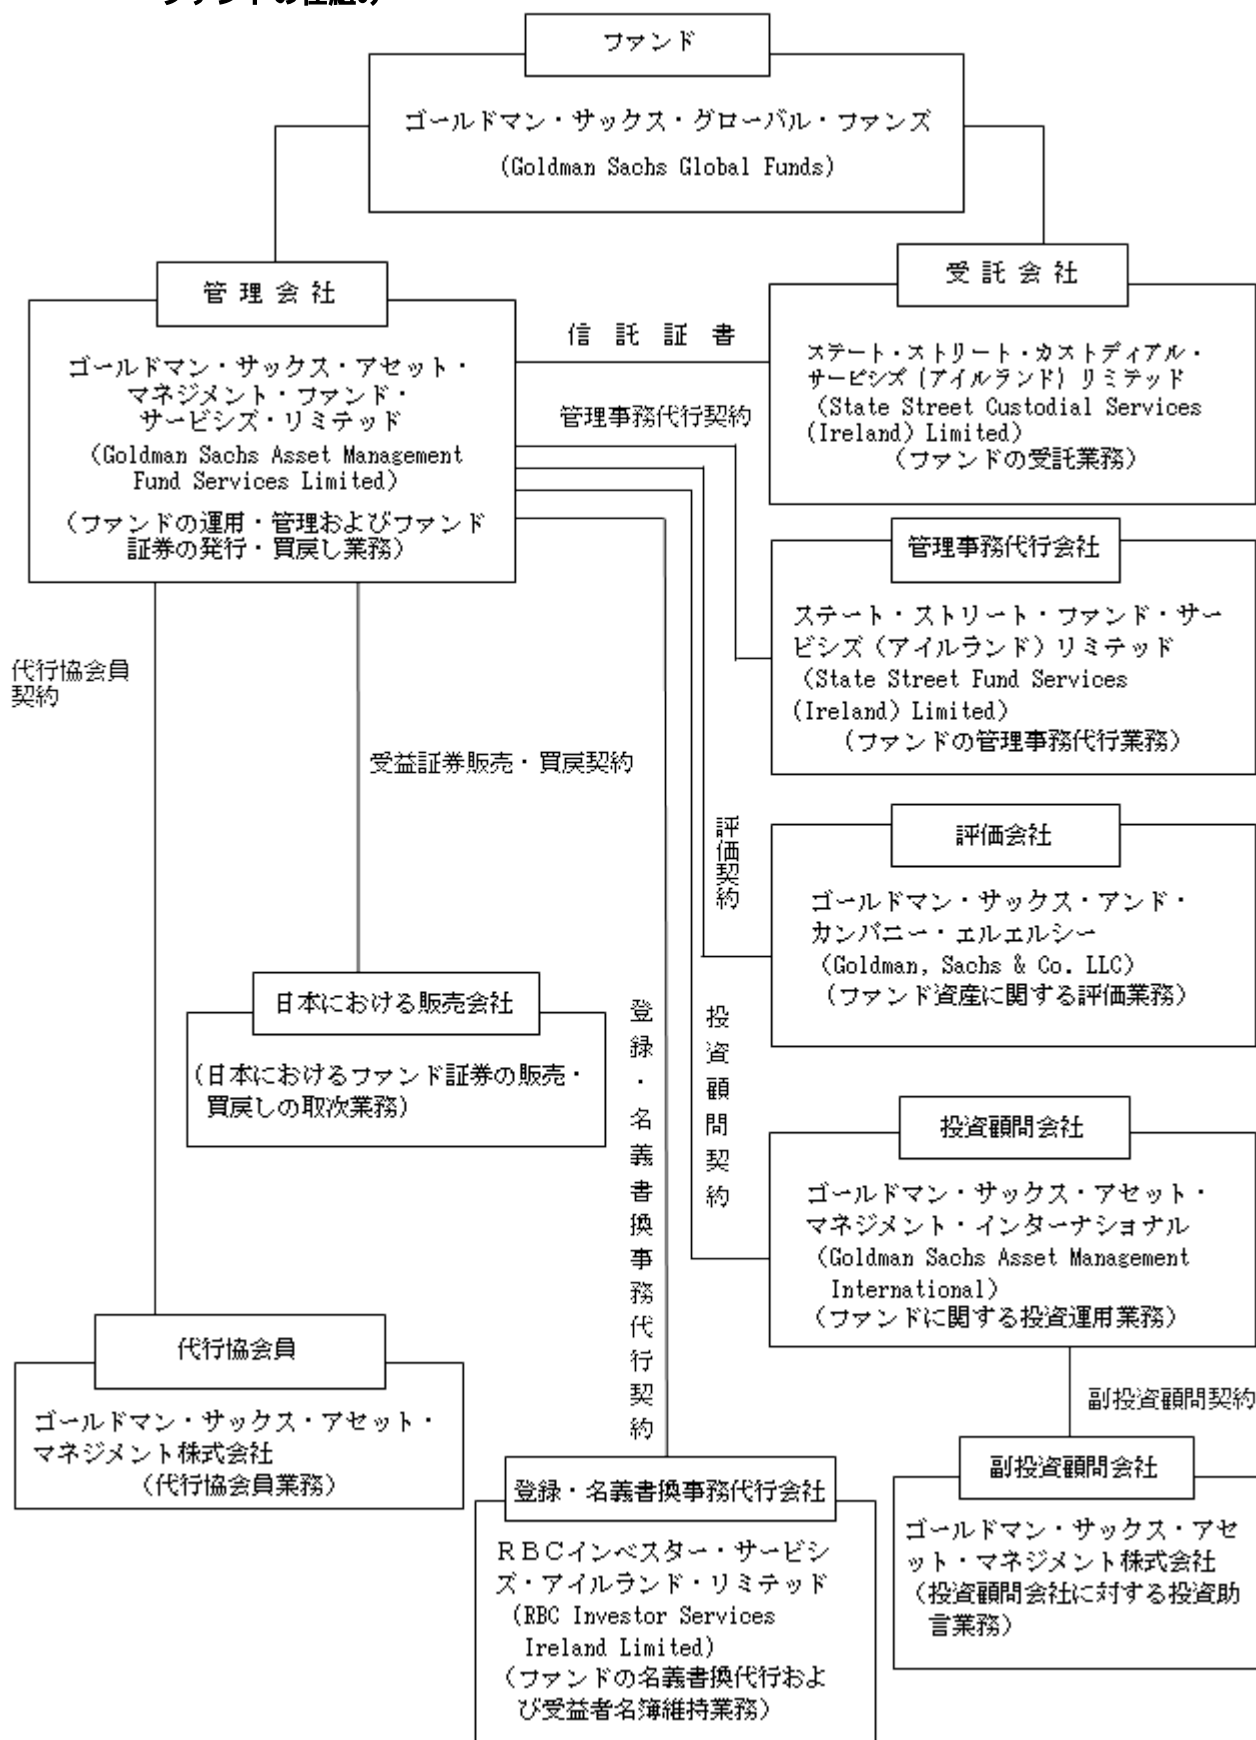 ファンドの仕組み
ファンド
ゴールドマン・サックス・グローバル・ファンズ
(Goldman Sachs Global Funds)
管理会社
ゴールドマン・サックス・アセット・
マネジメント・ファンド・
サービシズ・リミテッド
(Goldman Sachs Asset Management
Fund Services Limited)
(ファンドの運用・管理およびファンド
証券の発行・買戻し業務)
信託証書
管理事務代行契約
受託会社
ステート・ストリート・カストディアル・
サービシズ(アイルランド)リミテッド
(State Street Custodial Services
(Ireland) Limited)
(ファンドの受託業務)
管理事務代行会社
ステート・ストリート・ファンド・サー
ビシズ(アイルランド)リミテッド
(State Street Fund Services
(Ireland) Limited)
(ファンドの管理事務代行業務)
代行協会員
契約
受益証券販売・買戻契約
評価契約
評価会社
ゴールドマン・サックス・アンド・
カンパニー・エルエルシー
(Goldman, Sachs & Co. LLC)
(ファンド資産に関する評価業務)
日本における販売会社
(日本におけるファンド証券の販売・
買戻しの取次業務)
登録・名義書換事務代行契約
投資顧問契約
投資顧問会社
ゴールドマン・サックス・アセット・
マネジメント・インターナショナル
(Goldman Sachs Asset Management
International)
(ファンドに関する投資運用業務)
代行協会員
ゴールドマン・サックス・アセット・
マネジメント株式会社
(代行協会員業務)
副投資顧問契約
副投資顧問会社
ゴールドマン・サックス・アセ
ット・マネジメント株式会社
(投資顧問会社に対する投資助
言業務)
登録・名義書換事務代行会社
RBCインベスター・サービシ
ズ・アイルランド・リミテッド
(RBC Investor Services
Ireland Limited)
(ファンドの名義書換代行およ
び受益者名簿維持業務)